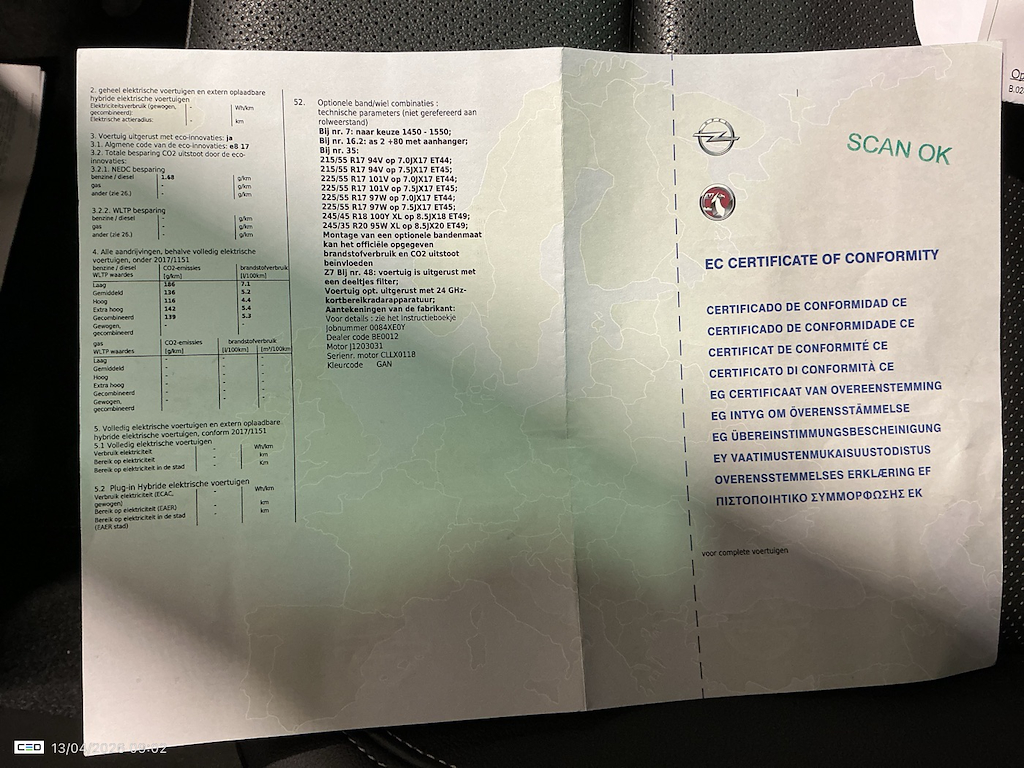 2. geheel elektrische voertuigen en extern oplaadbare
hybride elektrische voertuigen
Elektriciteitsverbruik (gewogen, - Wh/km
gecombineerd):
Elektrische actieradius: - km
3. Voertuig uitgerust met eco-innovaties: ja
3.1. Algmene code van de eco-innovaties: e8 17
3.2. Totale besparing CO2 uitstoot door de eco-
innovaties:
3.2.1. NEDC besparing
benzine / diesel 1.68 g/km
gas - g/km
ander (zie 26.) - g/km
3.2.2. WLTP besparing
benzine / diesel - g/km
gas - g/km
ander (zie 26.) - g/km
4. Alle aandrijvingen, behalve volledig elektrische
voertuigen, onder 2017/1151
benzine / diesel CO2-emissies brandstofverbruik
WLTP waardes [g/km] [l/100km]
Laag 186 7.1
Gemiddeld 136 5.2
Hoog 116 4.4
Extra hoog 142 5.4
Gecombineerd 139 5.3
Gewogen, - -
gecombineerd
gas CO2-emissies brandstofverbruik
WLTP waardes [g/km] [l/100km] [m³/100km]
Laag - - -
Gemiddeld - - -
Hoog - - -
Extra hoog - - -
Gecombineerd - - -
Gewogen, - - -
gecombineerd
5. Volledig elektrische voertuigen en extern oplaadbare
hybride elektrische voertuigen, conform 2017/1151
5.1 Volledig elektrische voertuigen
Verbruik elektriciteit - Wh/km
Bereik op elektriciteit - km
Bereik op elektriciteit in de stad - Km
5.2 Plug-in Hybride elektrische voertuigen
Verbruik elektriciteit (ECAC, - Wh/km
gewogen)
Bereik op elektriciteit (EAER) - km
Bereik op elektriciteit in de stad - km
(EAER stad)
52. Optionele band/wiel combinaties :
technische parameters (niet gerefereerd aan
rolweerstand)
Bij nr. 7: naar keuze 1450 - 1550;
Bij nr. 16.2: as 2 +80 met aanhanger;
Bij nr. 35:
215/55 R17 94V op 7.0JX17 ET44;
215/55 R17 94V op 7.5JX17 ET45;
225/55 R17 101V op 7.0JX17 ET44;
225/55 R17 101V op 7.5JX17 ET45;
225/55 R17 97W op 7.0JX17 ET44;
225/55 R17 97W op 7.5JX17 ET45;
245/45 R18 100Y XL op 8.5JX18 ET49;
245/35 R20 95W XL op 8.5JX20 ET49;
Montage van een optionele bandenmaat
kan het officiële opgegeven
brandstofverbruik en CO2 uitstoot
beïnvloeden
Z7 Bij nr. 48: voertuig is uitgerust met
een deeltjes filter;
Voertuig opt. uitgerust met 24 GHz-
kortbereikradarapparatuur;
Aantekeningen van de fabrikant:
Voor details : zie het instructieboekje
Jobnummer 0084XE0Y
Dealer code BE0012
Motor J1203031
Serienr. motor CLLX0118
Kleurcode GAN
SCAN OK
EC CERTIFICATE OF CONFORMITY
CERTIFICADO DE CONFORMIDAD CE
CERTIFICADO DE CONFORMIDADE CE
CERTIFICAT DE CONFORMITÉ CE
CERTIFICATO DI CONFORMITÀ CE
EG CERTIFICAAT VAN OVEREENSTEMMING
EG INTYG OM ÖVERENSSTÄMMELSE
EG ÜBEREINSTIMMUNGSBESCHEINIGUNG
EY VAATIMUSTENMUKAISUUSTODISTUS
OVERENSSTEMMELSES ERKLÆRING EF
ΠΙΣΤΟΠΟΙΗΤΙΚΟ ΣΥΜΜΟΡΦΩΣΗΣ ΕΚ
voor complete voertuigen
CEO